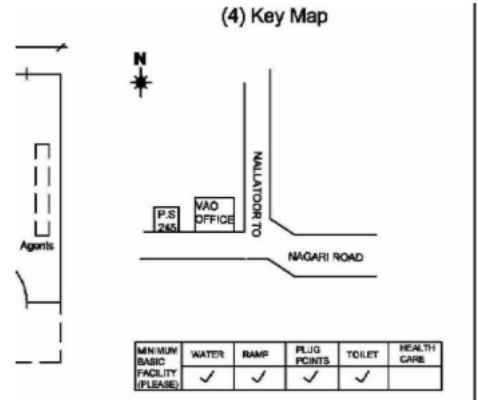 (4) Key Map
N
NALLATOOR TO
P.S
245
VAO
OFFICE
Agents
NAGARI ROAD
MINIMUM
BASIC
FACILITY
(PLEASE)
WATER
RAMP
PLUG
POINTS
TOILET
HEALTH
CARE
✓ ✓ ✓ ✓